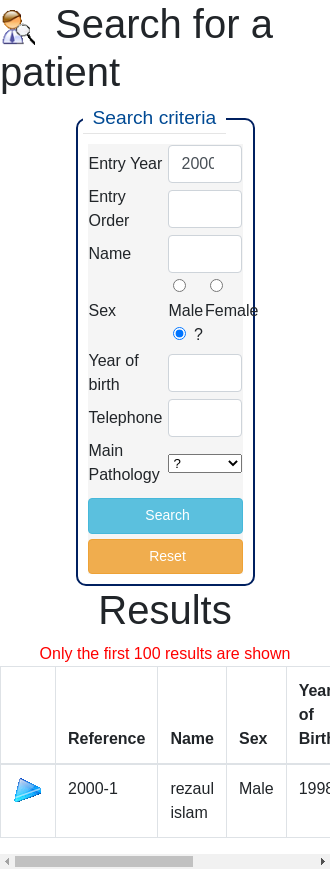 Search for a
patient
Search criteria
Entry Year 2000
Entry
Order
Name
Sex
Male Female
?
Year of
birth
Telephone
Main
Pathology
?
Search
Reset
Results
Only the first 100 results are shown
Reference Name Sex Year of Birth
2000-1 rezaul islam Male 1998